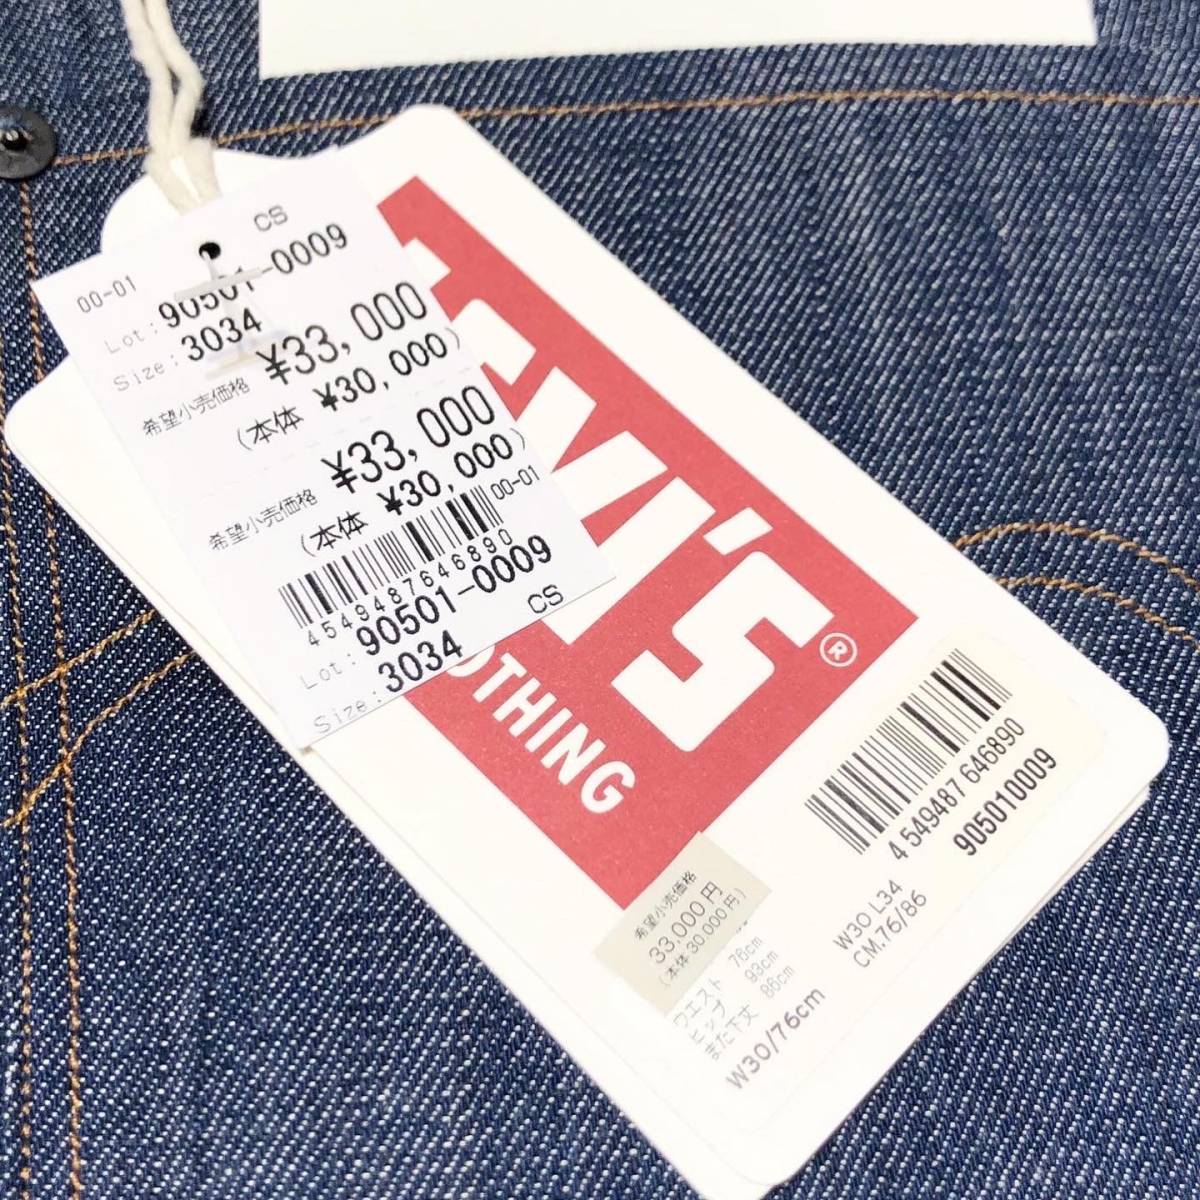 CS
00-01
Lot: 90501-0009
Size: 3034
希望小売価格 ¥33,000
(本体 ¥30,000)
希望小売価格 ¥33,000
(本体 ¥30,000)
00-01
4549487646890
Lot: 90501-0009
Size: 3034 CS
VI'S®
OTHING
4 549487 646890
905010009
W30 L34
CM.76/86
希望小売価格
33,000円
(本体 30,000円)
ウエスト 76cm
ヒップ 93cm
また下丈 86cm
W30/76cm